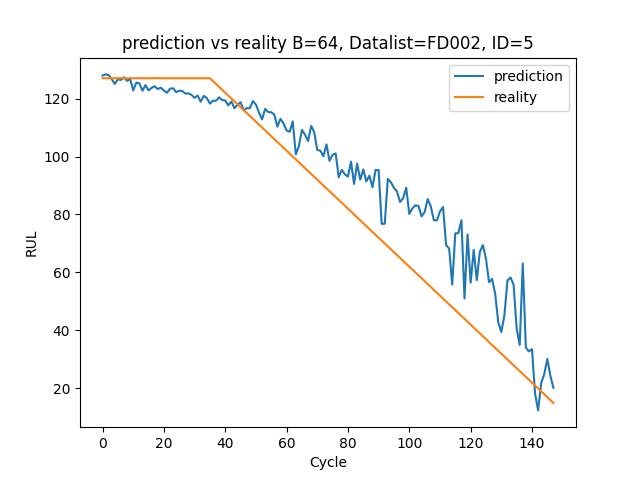 prediction vs reality B=64, Datalist=FD002, ID=5
prediction
reality
RUL
120
100
80
60
40
20
0 20 40 60 80 100 120 140
Cycle